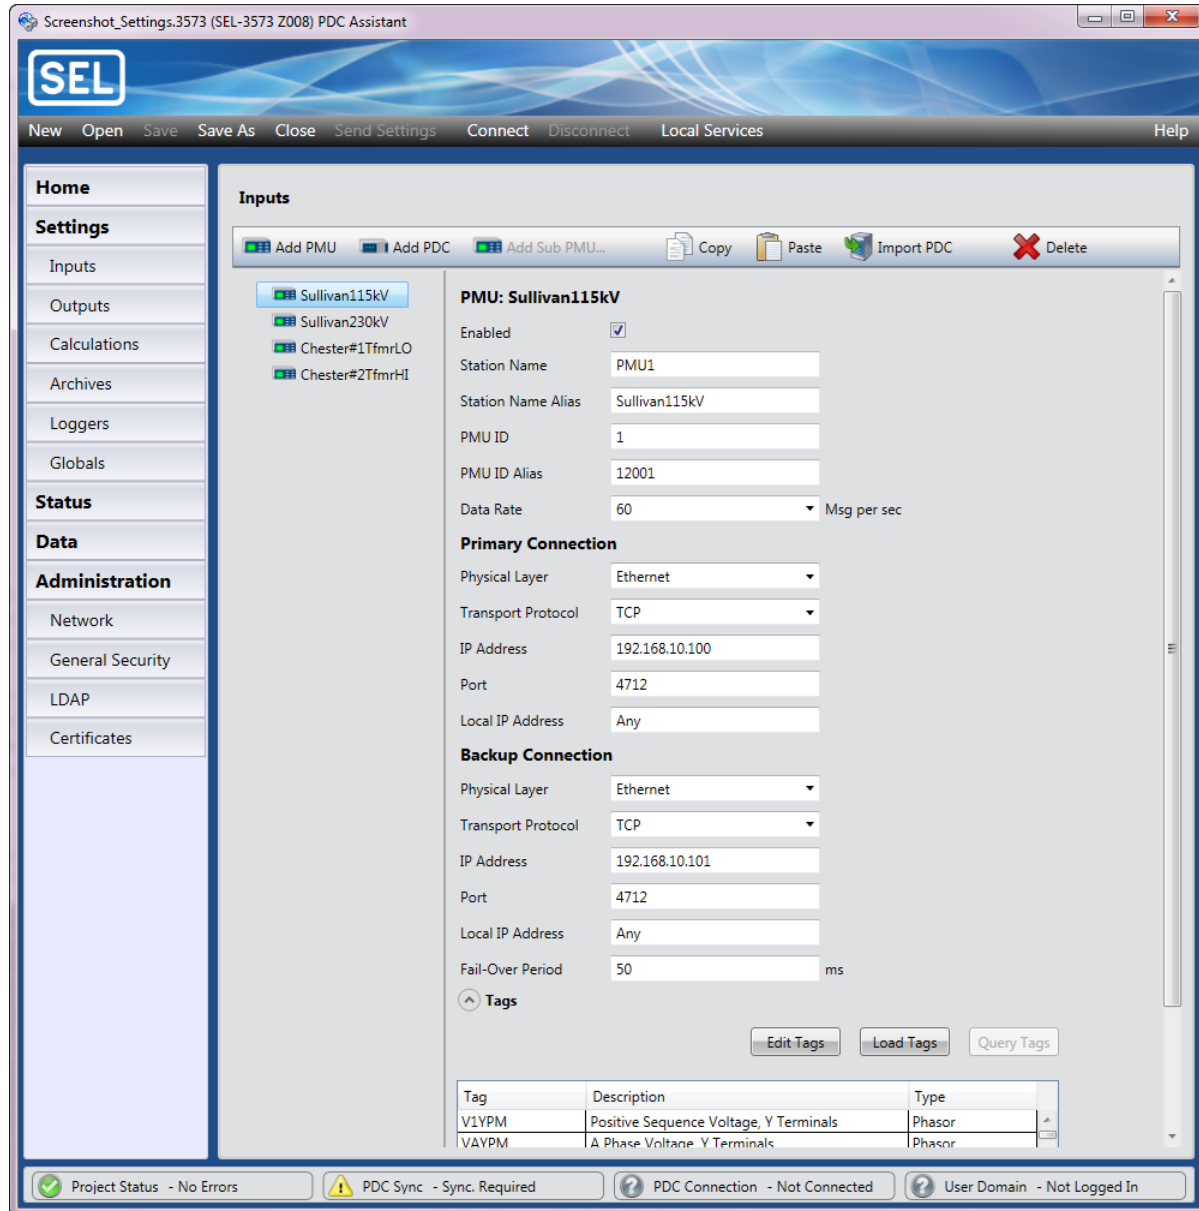 Screenshot_Settings.3573 (SEL-3573 Z008) PDC Assistant
SEL
New Open Save Save As Close Send Settings Connect Disconnect Local Services Help
Home
Settings
Inputs
Outputs
Calculations
Archives
Loggers
Globals
Status
Data
Administration
Network
General Security
LDAP
Certificates
Inputs
Add PMU Add PDC Add Sub PMU... Copy Paste Import PDC Delete
Sullivan115kV
Sullivan230kV
Chester#1TfmrLO
Chester#2TfmrHI
PMU: Sullivan115kV
Enabled
Station Name PMU1
Station Name Alias Sullivan115kV
PMU ID 1
PMU ID Alias 12001
Data Rate 60 Msg per sec
Primary Connection
Physical Layer Ethernet
Transport Protocol TCP
IP Address 192.168.10.100
Port 4712
Local IP Address Any
Backup Connection
Physical Layer Ethernet
Transport Protocol TCP
IP Address 192.168.10.101
Port 4712
Local IP Address Any
Fail-Over Period 50 ms
Tags
Edit Tags Load Tags Query Tags
Tag Description Type
V1YPM Positive Sequence Voltage, Y Terminals Phasor
VAYPM A Phase Voltage, Y Terminals Phasor
Project Status - No Errors PDC Sync - Sync. Required PDC Connection - Not Connected User Domain - Not Logged In